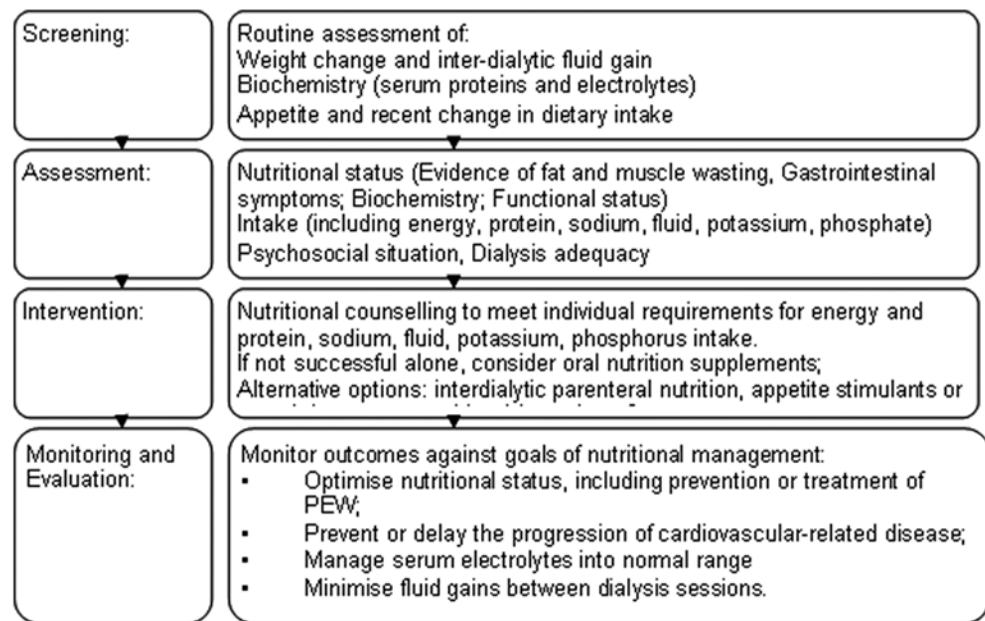 Screening:
Routine assessment of:
Weight change and inter-dialytic fluid gain
Biochemistry (serum proteins and electrolytes)
Appetite and recent change in dietary intake
Assessment:
Nutritional status (Evidence of fat and muscle wasting, Gastrointestinal
symptoms; Biochemistry; Functional status)
Intake (including energy, protein, sodium, fluid, potassium, phosphate)
Psychosocial situation, Dialysis adequacy
Intervention:
Nutritional counselling to meet individual requirements for energy and
protein, sodium, fluid, potassium, phosphorus intake.
If not successful alone, consider oral nutrition supplements;
Alternative options: interdialytic parenteral nutrition, appetite stimulants or
Monitoring and
Evaluation:
Monitor outcomes against goals of nutritional management:
▪ Optimise nutritional status, including prevention or treatment of
PEW;
▪ Prevent or delay the progression of cardiovascular-related disease;
▪ Manage serum electrolytes into normal range
▪ Minimise fluid gains between dialysis sessions.